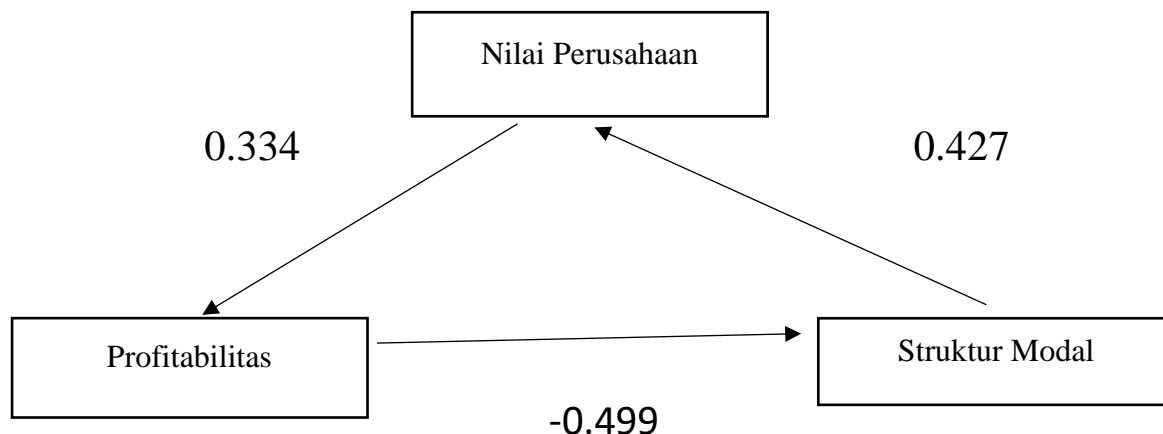 Nilai Perusahaan
0.334
0.427
Profitabilitas
Struktur Modal
-0.499